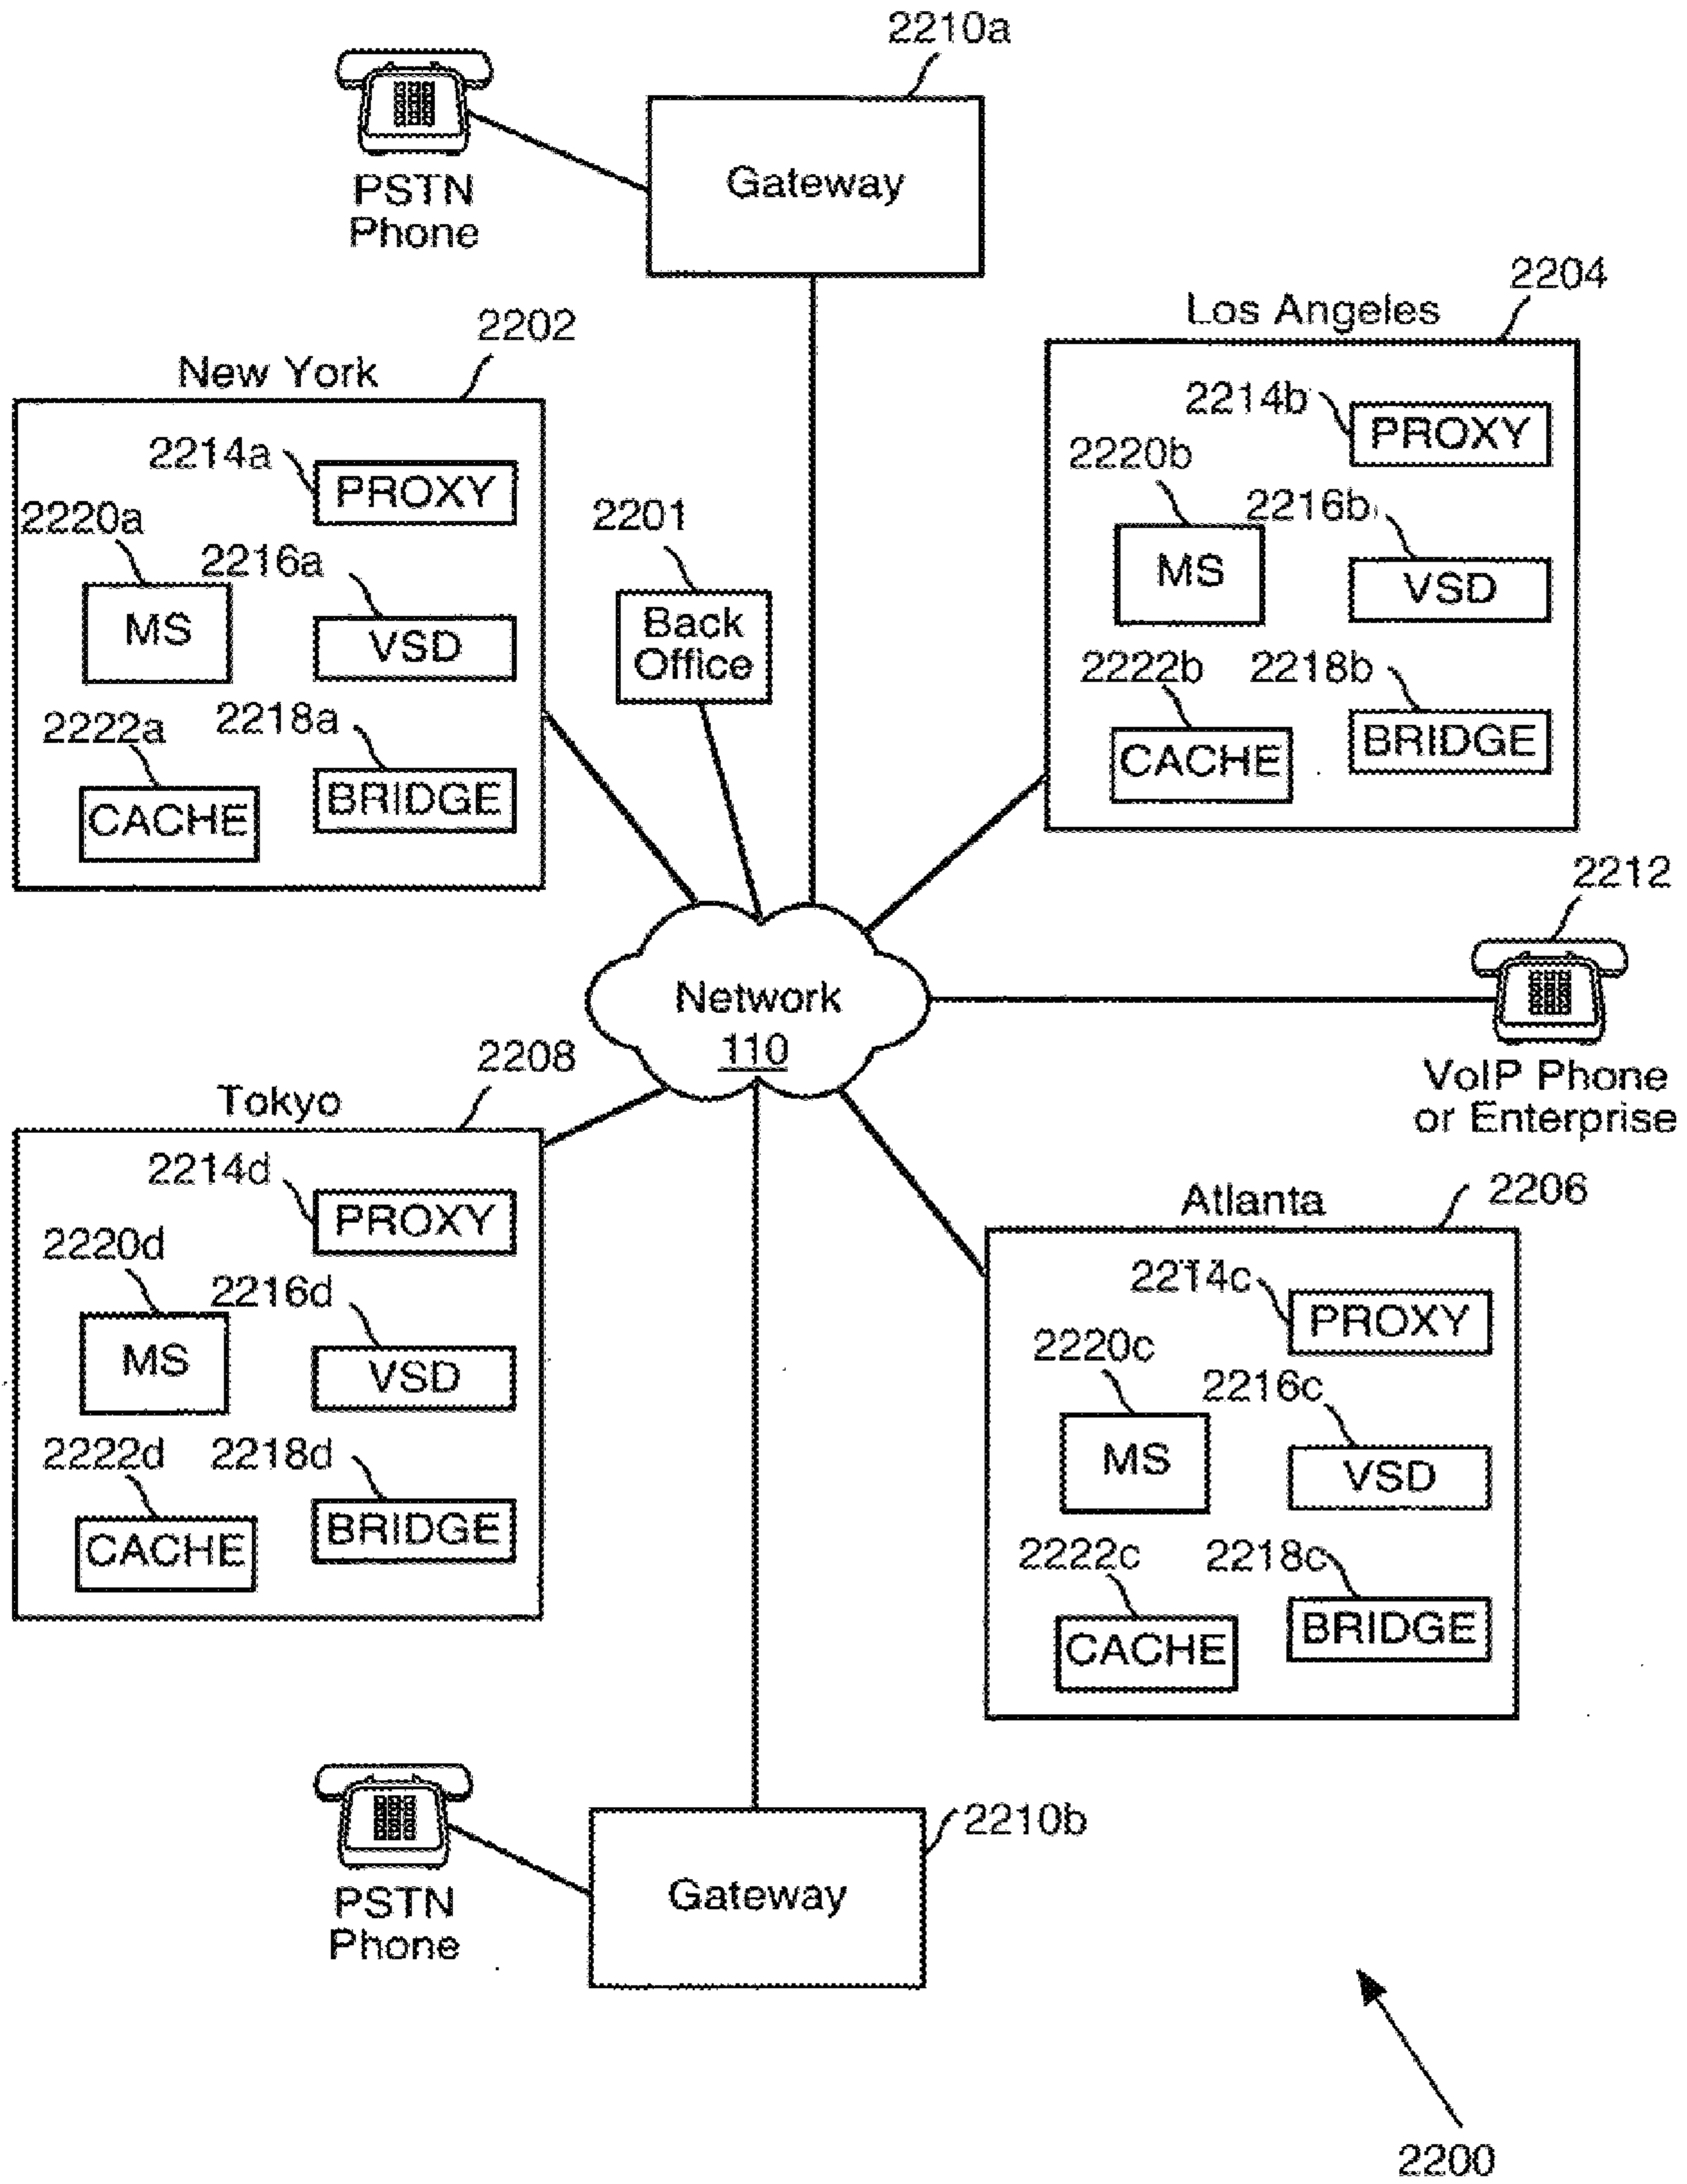 2210a
Gateway
PSTN
Phone
2204
Los Angeles
2202
New York
2214b
PROXY
2220b
2216b
MS
VSD
2222b
2218b
CACHE
BRIDGE
2214a
PROXY
2220a
2216a
MS
VSD
2222a
2218a
CACHE
BRIDGE
2201
Back
Office
2212
VoIP Phone
or Enterprise
Network
110
2208
Tokyo
2214d
PROXY
2220d
2216d
MS
VSD
2222d
2218d
CACHE
BRIDGE
2206
Atlanta
2214c
PROXY
2220c
2216c
MS
VSD
2222c
2218c
CACHE
BRIDGE
PSTN
Phone
2210b
Gateway
2200